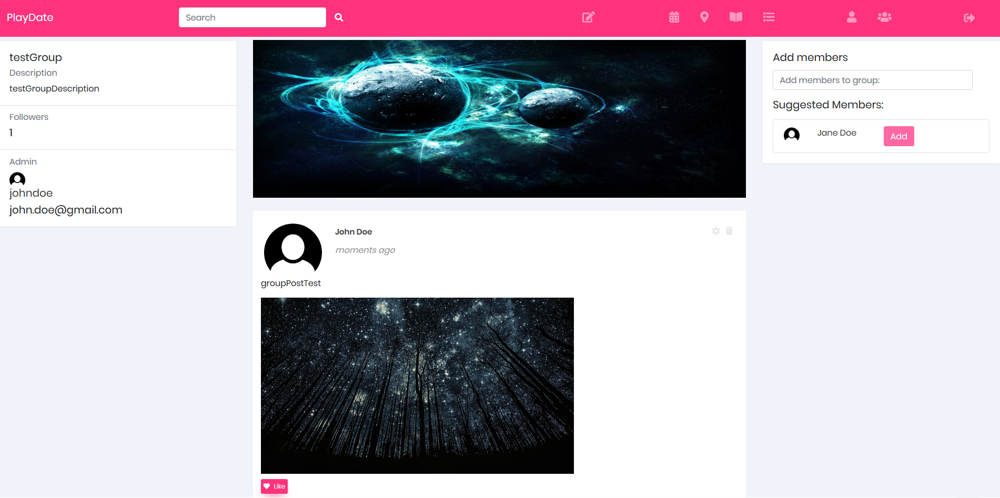 PlayDate
Search
testGroup
Description
testGroupDescription
Followers
1
Admin
johndoe
john.doe@gmail.com
John Doe
moments ago
groupPostTest
Like
Add members
Add members to group:
Suggested Members:
Jane Doe
Add